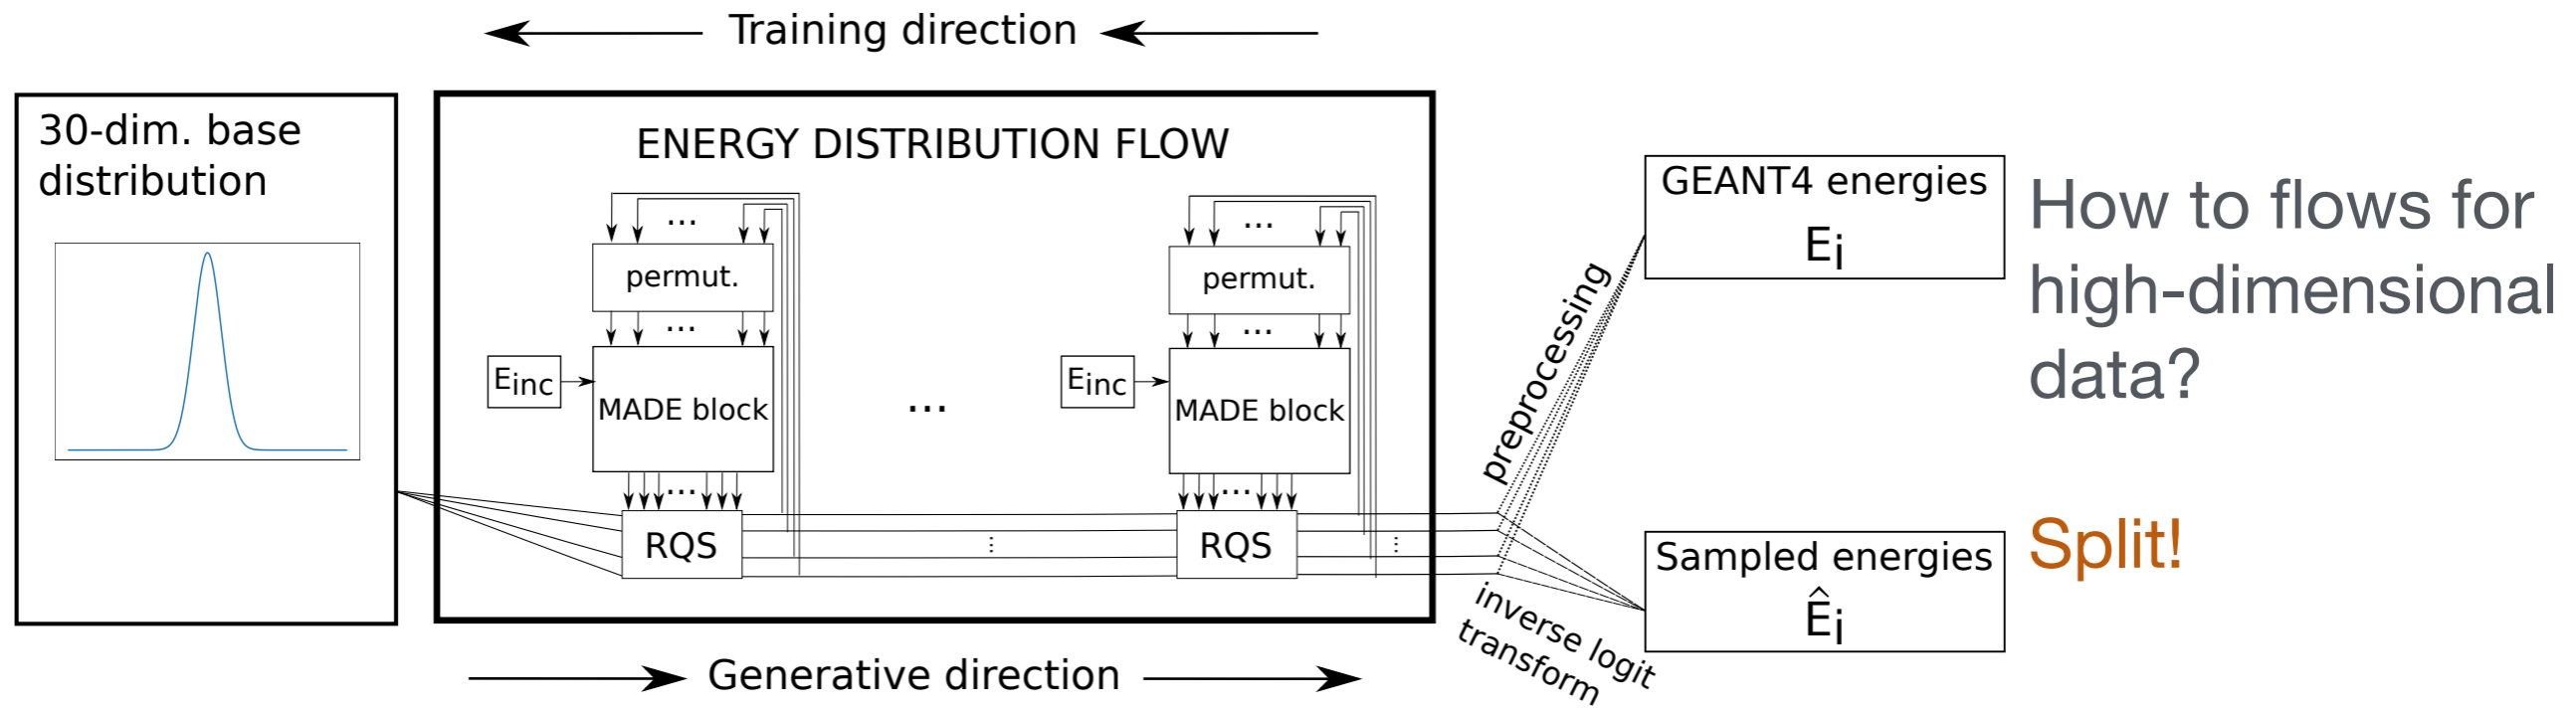 Training direction
30-dim. base
distribution
ENERGY DISTRIBUTION FLOW
...
permut.
...
Einc
MADE block
...
RQS
...
...
...
permut.
...
Einc
MADE block
...
RQS
...
preprocessing
inverse logit
transform
GEANT4 energies
Ei
Sampled energies
Êi
Generative direction
How to flows for
high-dimensional
data?
Split!